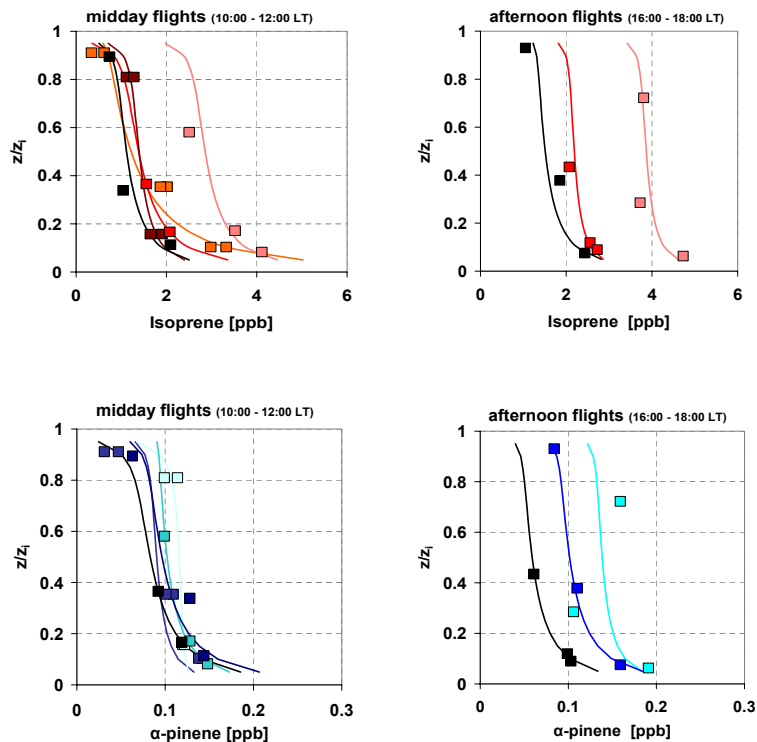 midday flights (10:00 - 12:00 LT)
1
0.8
0.6
0.4
0.2
0
z/zi
0 2 4 6
Isoprene [ppb]
afternoon flights (16:00 - 18:00 LT)
1
0.8
0.6
0.4
0.2
0
z/zi
0 2 4 6
Isoprene [ppb]
midday flights (10:00 - 12:00 LT)
1
0.8
0.6
0.4
0.2
0
z/zi
0 0.1 0.2 0.3
α-pinene [ppb]
afternoon flights (16:00 - 18:00 LT)
1
0.8
0.6
0.4
0.2
0
z/zi
0 0.1 0.2 0.3
α-pinene [ppb]